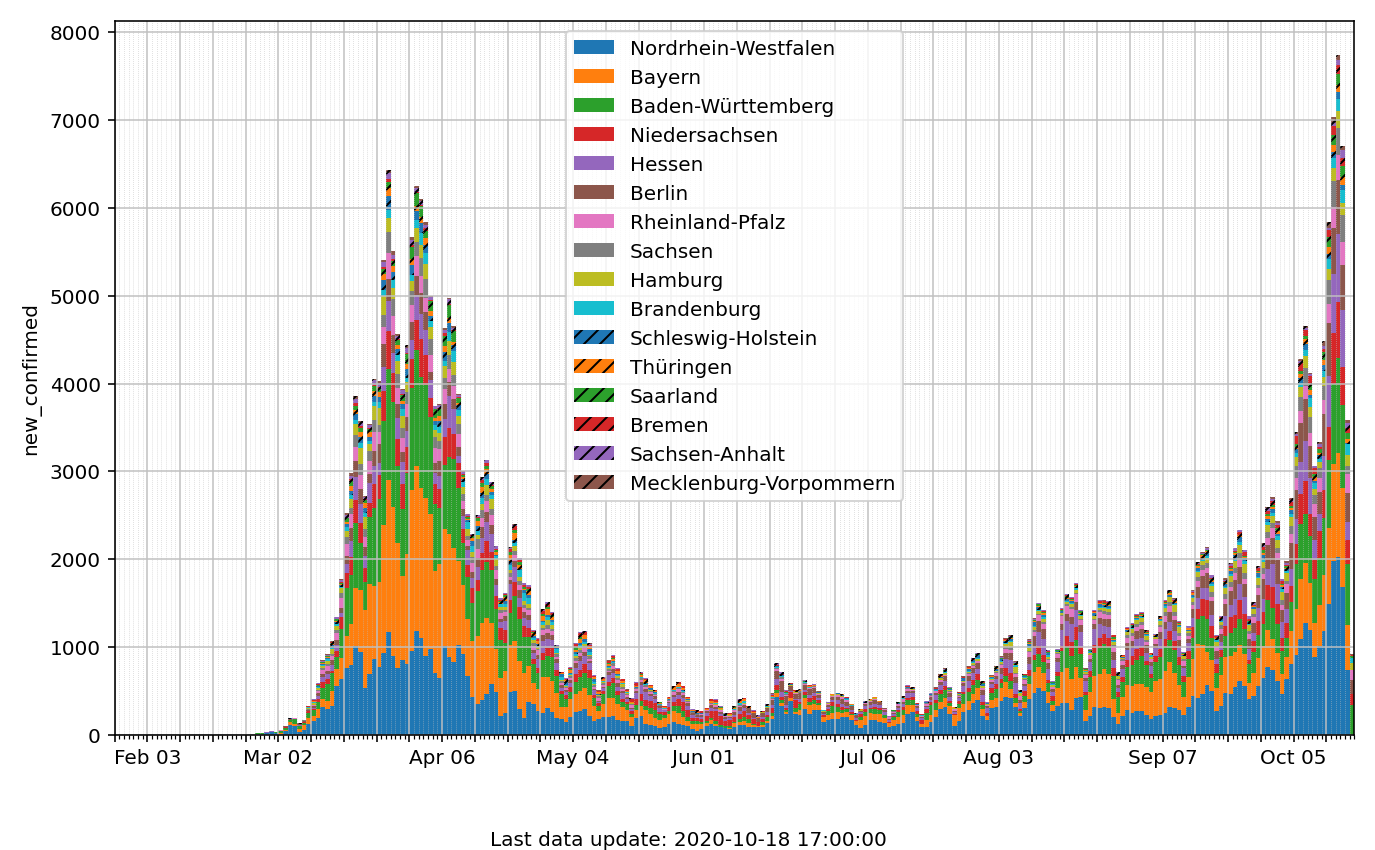 8000
7000
6000
5000
4000
3000
2000
1000
0
new_confirmed
Nordrhein-Westfalen
Bayern
Baden-Württemberg
Niedersachsen
Hessen
Berlin
Rheinland-Pfalz
Sachsen
Hamburg
Brandenburg
Schleswig-Holstein
Thüringen
Saarland
Bremen
Sachsen-Anhalt
Mecklenburg-Vorpommern
Feb 03 Mar 02 Apr 06 May 04 Jun 01 Jul 06 Aug 03 Sep 07 Oct 05
Last data update: 2020-10-18 17:00:00